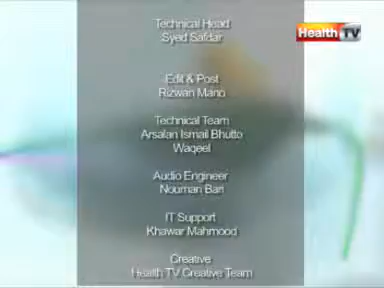 Technical Head
Syed Safdar
Health TV
Edit & Post
Rizwan Mano
Technical Team
Arsalan Ismail Bhutto
Waqeel
Audio Engineer
Nouman Bari
IT Support
Khawar Mahmood
Creative
Health TV Creative Team